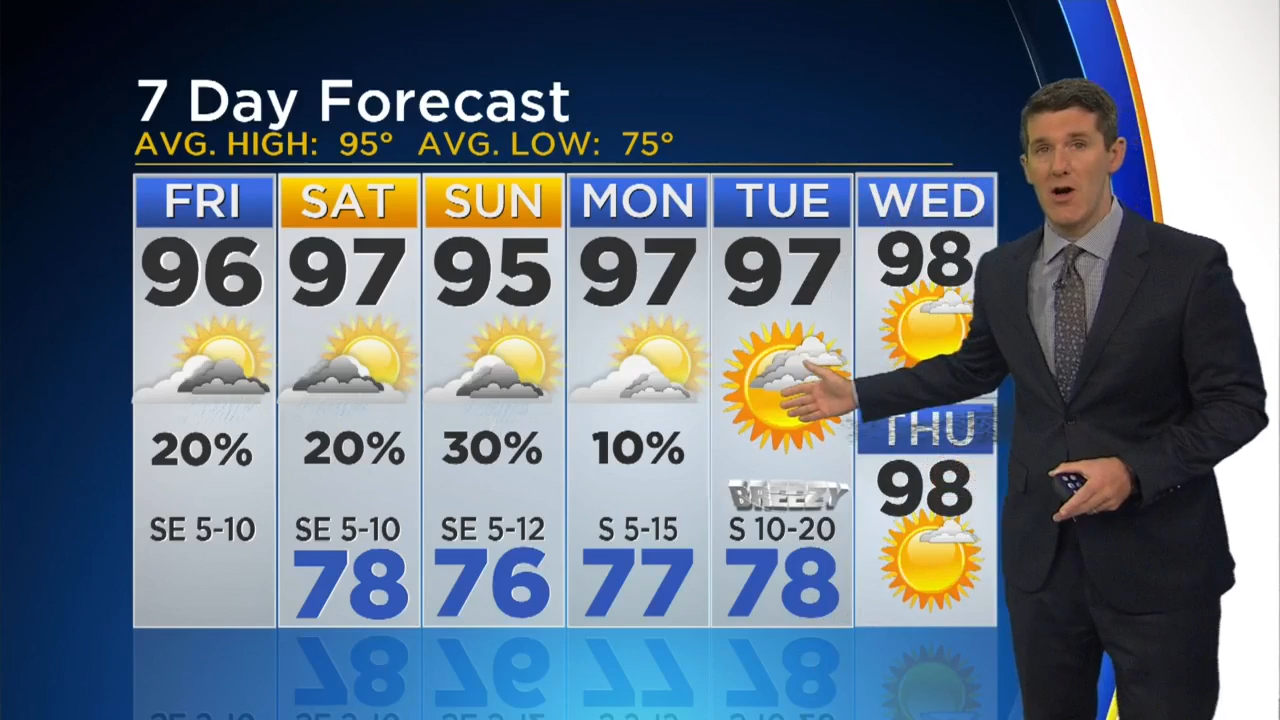 7 Day Forecast
AVG. HIGH: 95° AVG. LOW: 75°
FRI SAT SUN MON TUE WED
96 97 95 97 97 98
THU
20% 20% 30% 10%
98
BREEZY
SE 5-10 SE 5-10 SE 5-12 S 5-15 S 10-20
78 76 77 78